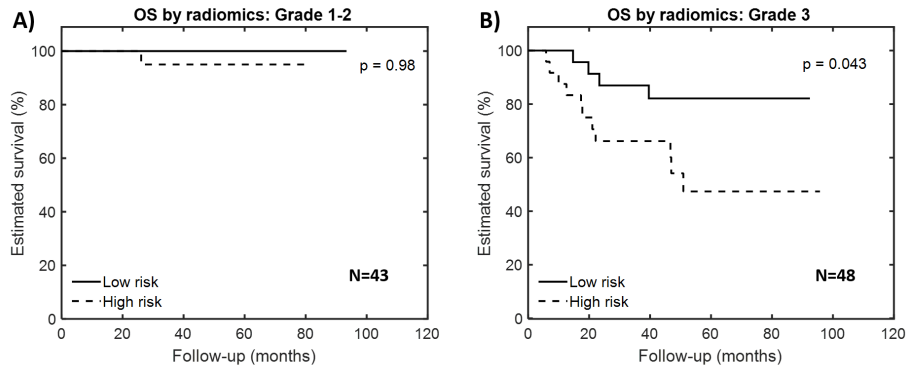 A)
OS by radiomics: Grade 1-2
p = 0.98
N=43
Low risk
High risk
Estimated survival (%)
0
20
40
60
80
100
0 20 40 60 80 100 120
Follow-up (months)
B)
OS by radiomics: Grade 3
p = 0.043
N=48
Low risk
High risk
Estimated survival (%)
0
20
40
60
80
100
0 20 40 60 80 100 120
Follow-up (months)